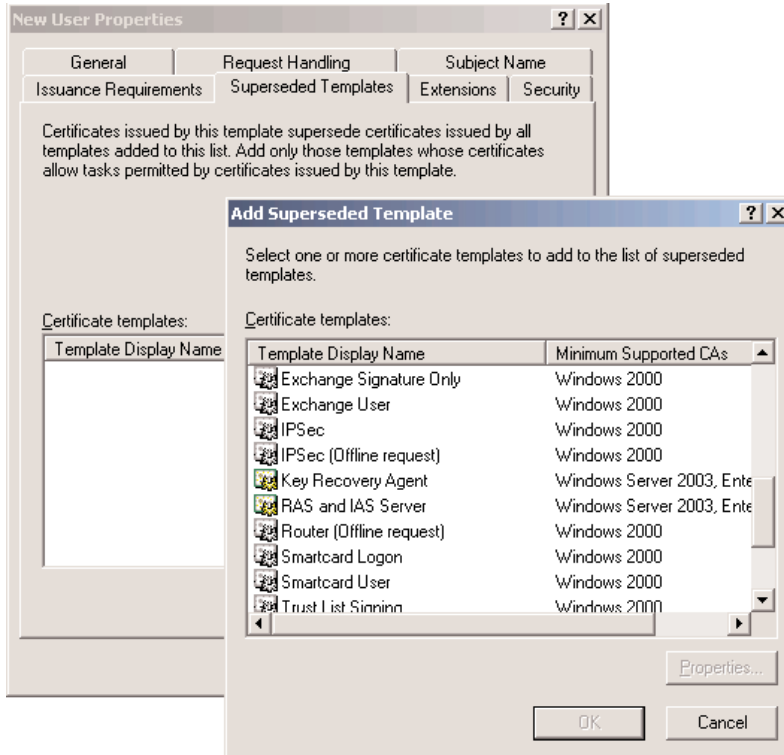 New User Properties
General
Request Handling
Subject Name
Issuance Requirements
Superseded Templates
Extensions
Security
Certificates issued by this template supersede certificates issued by all
templates added to this list. Add only those templates whose certificates
allow tasks permitted by certificates issued by this template.
Certificate templates:
Template Display Name
Add Superseded Template
Select one or more certificate templates to add to the list of superseded
templates.
Certificate templates:
Template Display Name Minimum Supported CAs
Exchange Signature Only Windows 2000
Exchange User Windows 2000
IPSec Windows 2000
IPSec (Offline request) Windows 2000
Key Recovery Agent Windows Server 2003, Ente
RAS and IAS Server Windows Server 2003, Ente
Router (Offline request) Windows 2000
Smartcard Logon Windows 2000
Smartcard User Windows 2000
Trust List Signing Windows 2000
Properties...
OK
Cancel